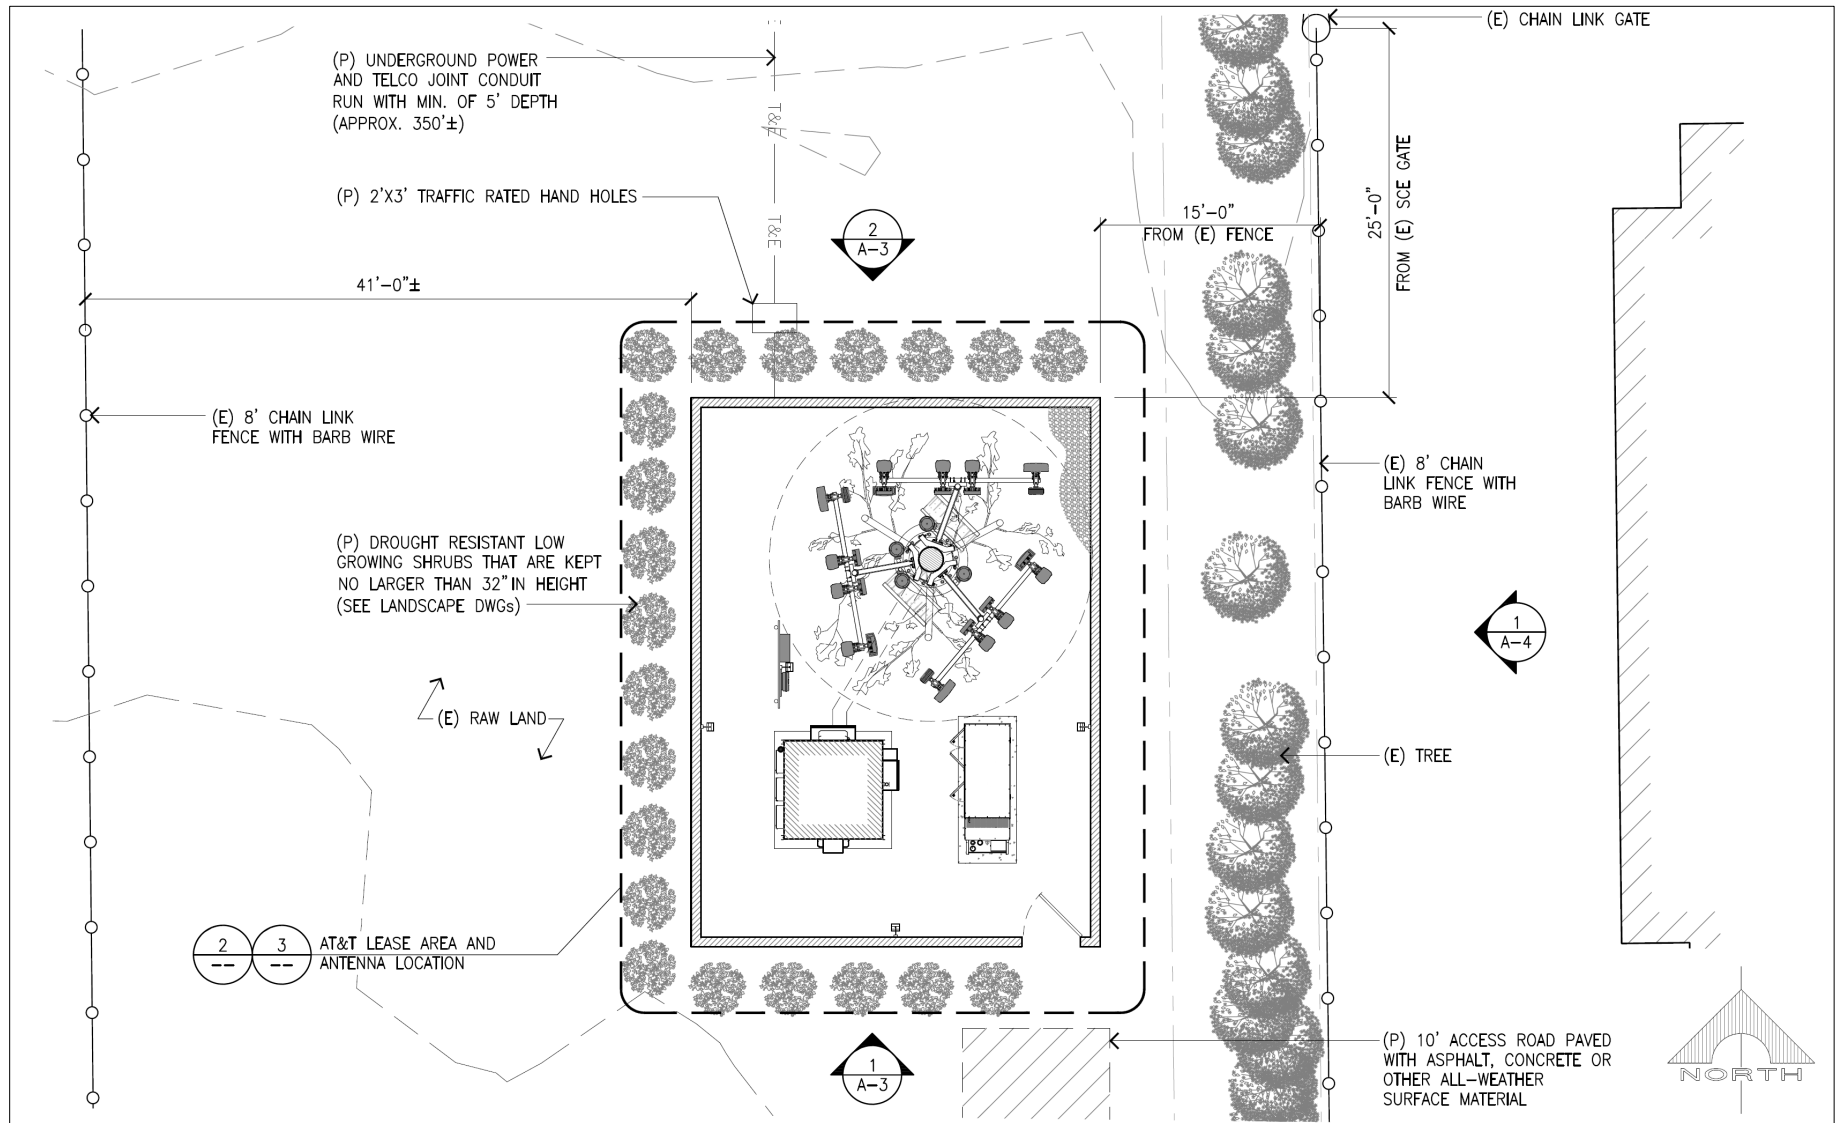 (E) CHAIN LINK GATE
(P) UNDERGROUND POWER
AND TELCO JOINT CONDUIT
RUN WITH MIN. OF 5' DEPTH
(APPROX. 350'±)
T&E
(P) 2'X3' TRAFFIC RATED HAND HOLES
T&E
2
A-3
15'-0"
FROM (E) FENCE
25'-0"
FROM (E) SCE GATE
41'-0"±
(E) 8' CHAIN LINK
FENCE WITH BARB WIRE
(E) 8' CHAIN
LINK FENCE WITH
BARB WIRE
(P) DROUGHT RESISTANT LOW
GROWING SHRUBS THAT ARE KEPT
NO LARGER THAN 32" IN HEIGHT
(SEE LANDSCAPE DWGs)
1
A-4
(E) RAW LAND
(E) TREE
2
--
3
--
AT&T LEASE AREA AND
ANTENNA LOCATION
1
A-3
(P) 10' ACCESS ROAD PAVED
WITH ASPHALT, CONCRETE OR
OTHER ALL-WEATHER
SURFACE MATERIAL
NORTH